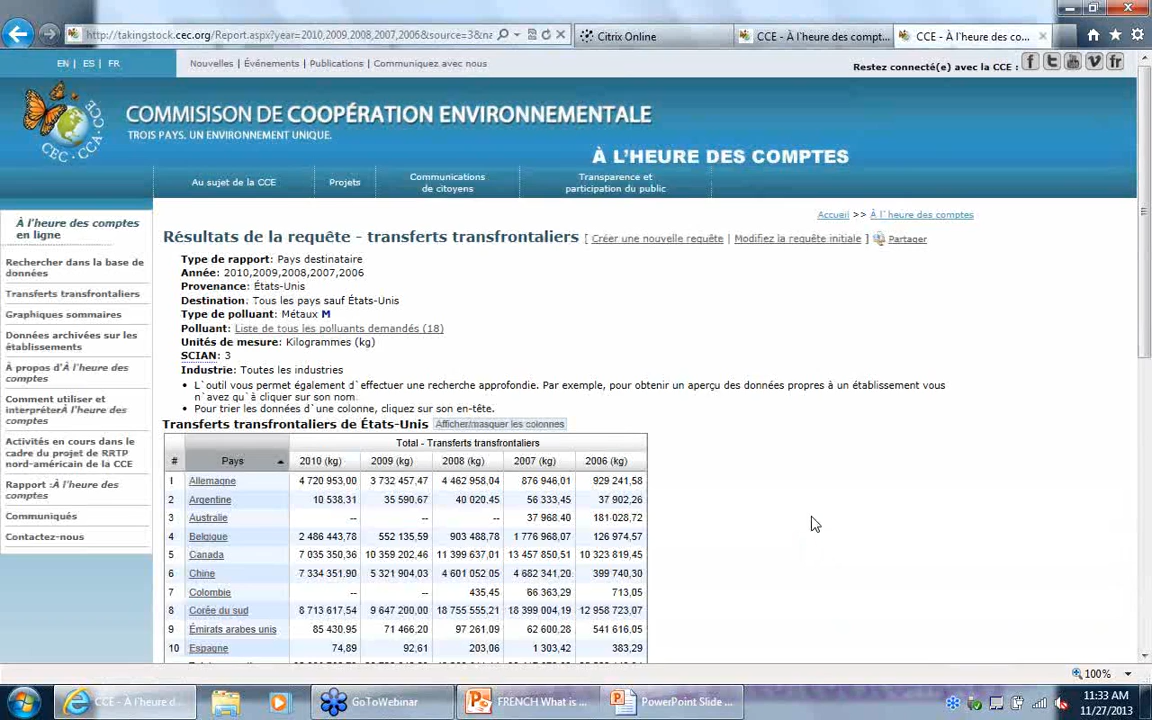 http://takingstock.cec.org/Report.aspx?year=2010,2009,2008,2007,2006&source=3&na
Citrix Online
CCE - À l`heure des compt...
CCE - À l`heure des co...
EN | ES | FR
Nouvelles | Événements | Publications | Communiquez avec nous
Restez connecté(e) avec la CCE :
CEC · CCA · CCE
COMMISISON DE COOPÉRATION ENVIRONNEMENTALE
TROIS PAYS. UN ENVIRONNEMENT UNIQUE.
À L'HEURE DES COMPTES
Au sujet de la CCE
Projets
Communications
de citoyens
Transparence et
participation du public
À l'heure des comptes
en ligne
Rechercher dans la base de
données
Transferts transfrontaliers
Graphiques sommaires
Données archivées sur les
établissements
À propos d'À l'heure des
comptes
Comment utiliser et
interpréterÀ l'heure des
comptes
Activités en cours dans le
cadre du projet de RRTP
nord-américain de la CCE
Rapport :À l'heure des
comptes
Communiqués
Contactez-nous
Accueil >> À l`heure des comptes
Résultats de la requête - transferts transfrontaliers [ Créer une nouvelle requête | Modifiez la requête initiale ] Partager
Type de rapport: Pays destinataire
Année: 2010,2009,2008,2007,2006
Provenance: États-Unis
Destination: Tous les pays sauf États-Unis
Type de polluant: Métaux M
Polluant: Liste de tous les polluants demandés (18)
Unités de mesure: Kilogrammes (kg)
SCIAN: 3
Industrie: Toutes les industries
• L`outil vous permet également d`effectuer une recherche approfondie. Par exemple, pour obtenir un aperçu des données propres à un établissement vous
n`avez qu`à cliquer sur son nom.
• Pour trier les données d`une colonne, cliquez sur son en-tête.
Transferts transfrontaliers de États-Unis Afficher/masquer les colonnes
Total - Transferts transfrontaliers
# Pays 2010 (kg) 2009 (kg) 2008 (kg) 2007 (kg) 2006 (kg)
1 Allemagne 4 720 953,00 3 732 457,47 4 462 958,04 876 946,01 929 241,58
2 Argentine 10 538,31 35 590,67 40 020,45 56 333,45 37 902,26
3 Australie -- -- -- 37 968,40 181 028,72
4 Belgique 2 486 443,78 552 135,59 903 488,78 1 776 968,07 126 974,57
5 Canada 7 035 350,36 10 359 202,46 11 399 637,01 13 457 850,51 10 323 819,45
6 Chine 7 334 351,90 5 321 904,03 4 601 052,05 4 682 341,20 399 740,30
7 Colombie -- -- 435,45 66 363,29 713,05
8 Corée du sud 8 713 617,54 9 647 200,00 18 755 555,21 18 399 004,19 12 958 723,07
9 Émirats arabes unis 85 430,95 71 466,20 97 261,09 62 600,28 541 616,05
10 Espagne 74,89 92,61 203,06 1 303,42 383,29
100%
CCE - À l`heure d...
GoToWebinar
FRENCH What is ...
PowerPoint Slide ...
11:33 AM
11/27/2013